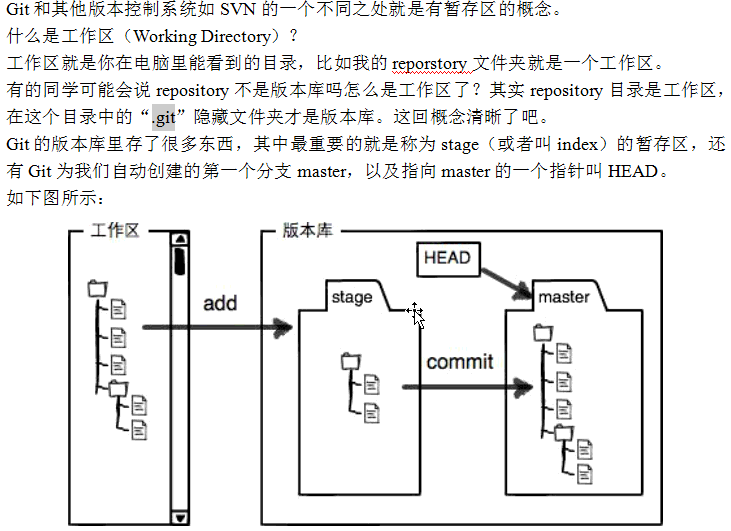 Git 和其他版本控制系统如 SVN 的一个不同之处就是有暂存区的概念。
什么是工作区（Working Directory）？
工作区就是你在电脑里能看到的目录，比如我的 reporstory 文件夹就是一个工作区。
有的同学可能会说 repository 不是版本库吗怎么是工作区了？其实 repository 目录是工作区，
在这个目录中的“.git”隐藏文件夹才是版本库。这回概念清晰了吧。
Git 的版本库里存了很多东西，其中最重要的就是称为 stage（或者叫 index）的暂存区，还
有 Git 为我们自动创建的第一个分支 master，以及指向 master 的一个指针叫 HEAD。
如下图所示：
工作区
版本库
HEAD
stage
master
add
commit